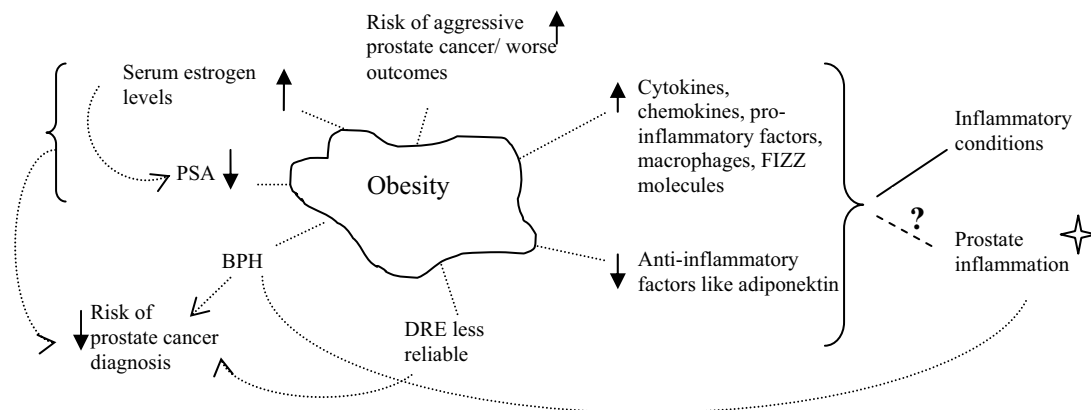 Risk of aggressive
prostate cancer/ worse
outcomes
Serum estrogen
levels
PSA
Obesity
BPH
Risk of
prostate cancer
diagnosis
DRE less
reliable
Cytokines,
chemokines, pro-
inflammatory factors,
macrophages, FIZZ
molecules
Anti-inflammatory
factors like adiponektin
Inflammatory
conditions
?
Prostate
inflammation